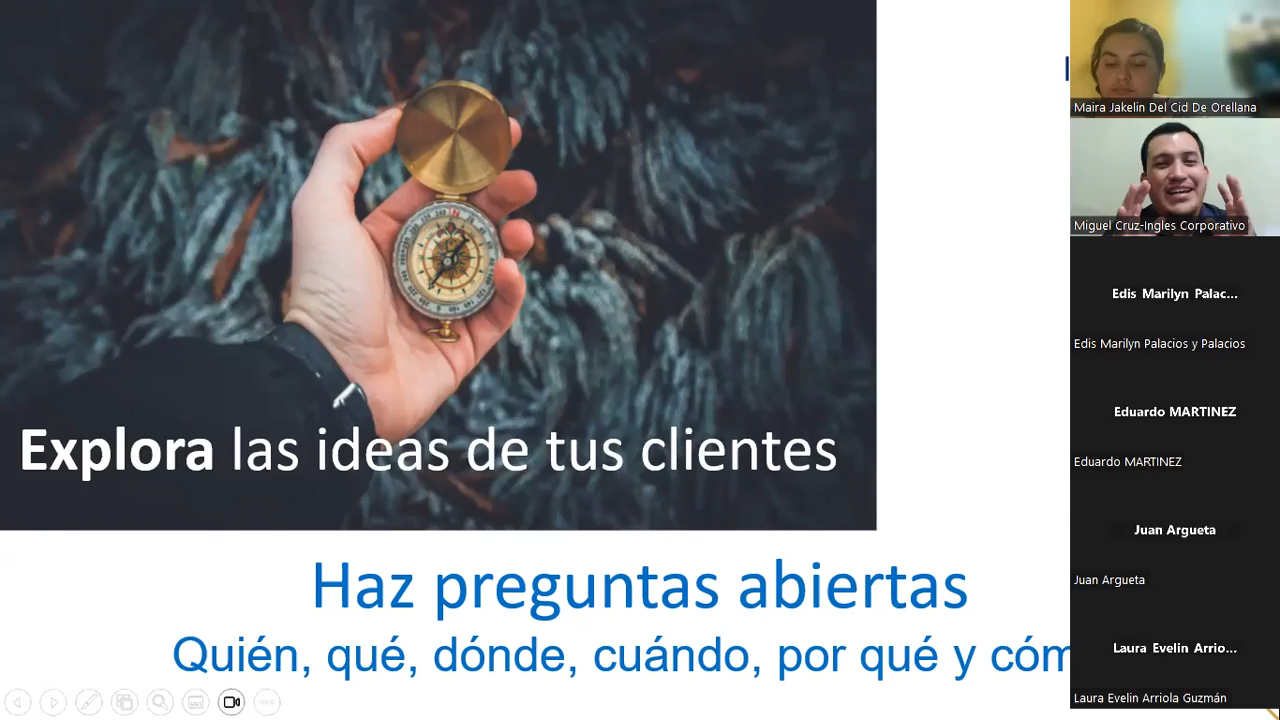 Explora las ideas de tus clientes
Haz preguntas abiertas
Quién, qué, dónde, cuándo, por qué y cóm
Maira Jakelin Del Cid De Orellana
Miguel Cruz-Ingles Corporativo
Edis Marilyn Palac...
Edis Marilyn Palacios y Palacios
Eduardo MARTINEZ
Eduardo MARTINEZ
Juan Argueta
Juan Argueta
Laura Evelin Arrio...
Laura Evelin Arriola Guzmán